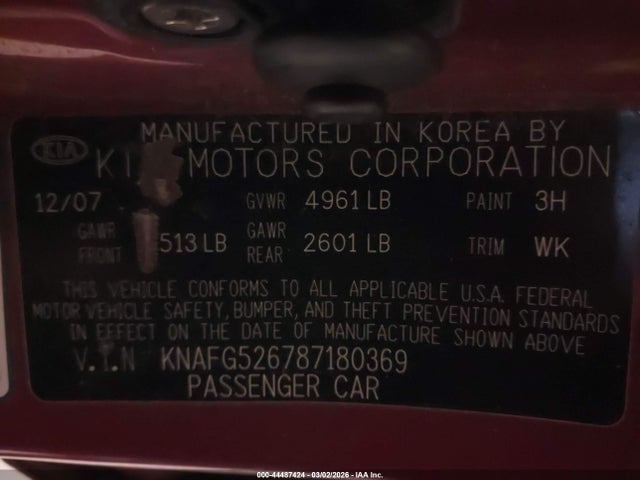 MANUFACTURED IN KOREA BY
KIA KI MOTORS CORPORATION
12/07 GVWR 4961 LB PAINT 3H
GAWR FRONT 513 LB GAWR REAR 2601 LB TRIM WK
THIS VEHICLE CONFORMS TO ALL APPLICABLE U.S.A. FEDERAL
MOTOR VEHICLE SAFETY, BUMPER, AND THEFT PREVENTION STANDARDS
IN EFFECT ON THE DATE OF MANUFACTURE SHOWN ABOVE
V.I.N KNAFG526787180369
PASSENGER CAR
000-44487424 - 03/02/2026 - IAA Inc.